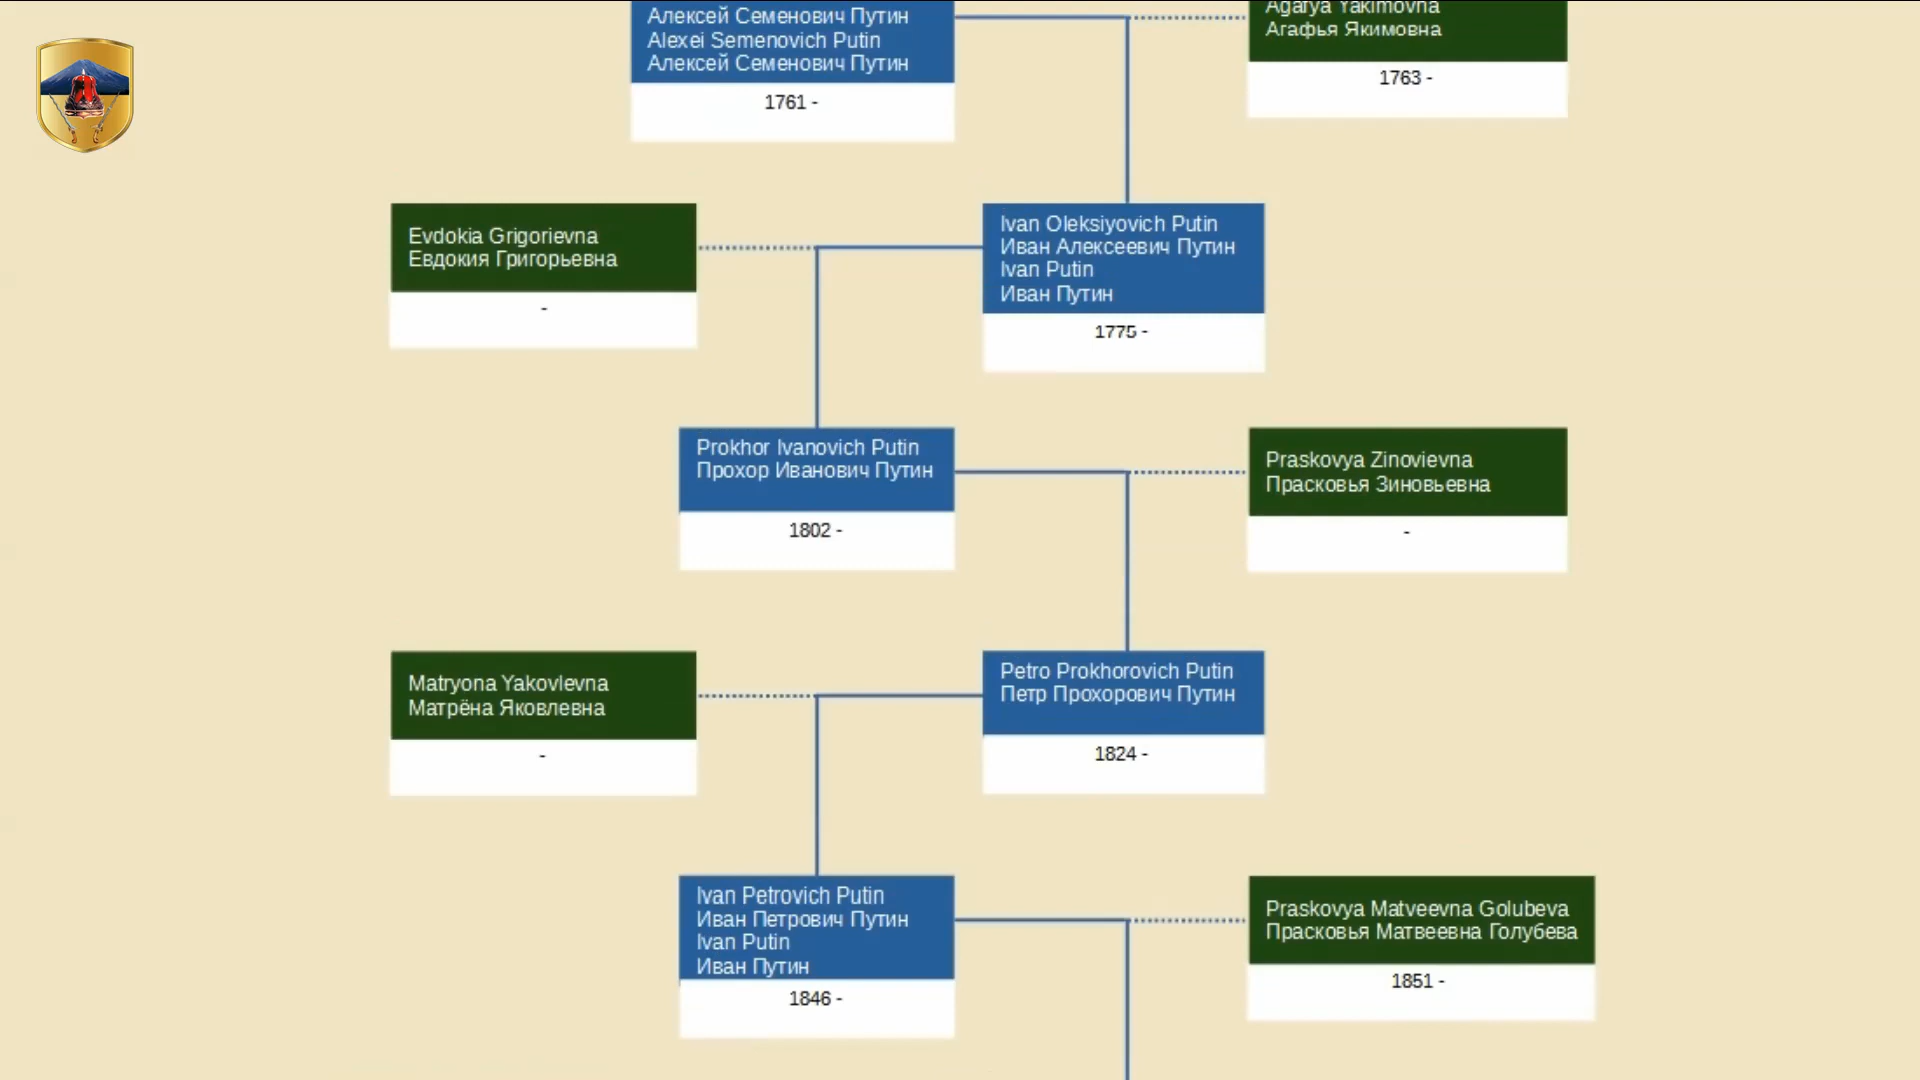 Алексей Семенович Путин
Alexei Semenovich Putin
Алексей Семенович Путин
1761 -
Agafya Yakimovna
Агафья Якимовна
1763 -
Evdokia Grigorievna
Евдокия Григорьевна
-
Ivan Oleksiyovich Putin
Иван Алексеевич Путин
Ivan Putin
Иван Путин
1775 -
Prokhor Ivanovich Putin
Прохор Иванович Путин
1802 -
Praskovya Zinovievna
Прасковья Зиновьевна
-
Matryona Yakovlevna
Матрёна Яковлевна
-
Petro Prokhorovich Putin
Петр Прохорович Путин
1824 -
Ivan Petrovich Putin
Иван Петрович Путин
Ivan Putin
Иван Путин
1846 -
Praskovya Matveevna Golubeva
Прасковья Матвеевна Голубева
1851 -